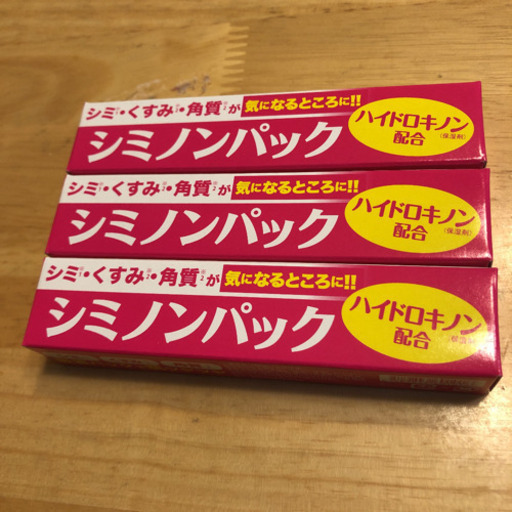 シミ・くすみ・角質が 気になるところに!!
シミノンパック
ハイドロキノン
配合(保湿剤)
シミ・くすみ・角質が 気になるところに!!
シミノンパック
ハイドロキノン
配合(保湿剤)
シミ・くすみ・角質が 気になるところに!!
シミノンパック
ハイドロキノン
配合(保湿剤)